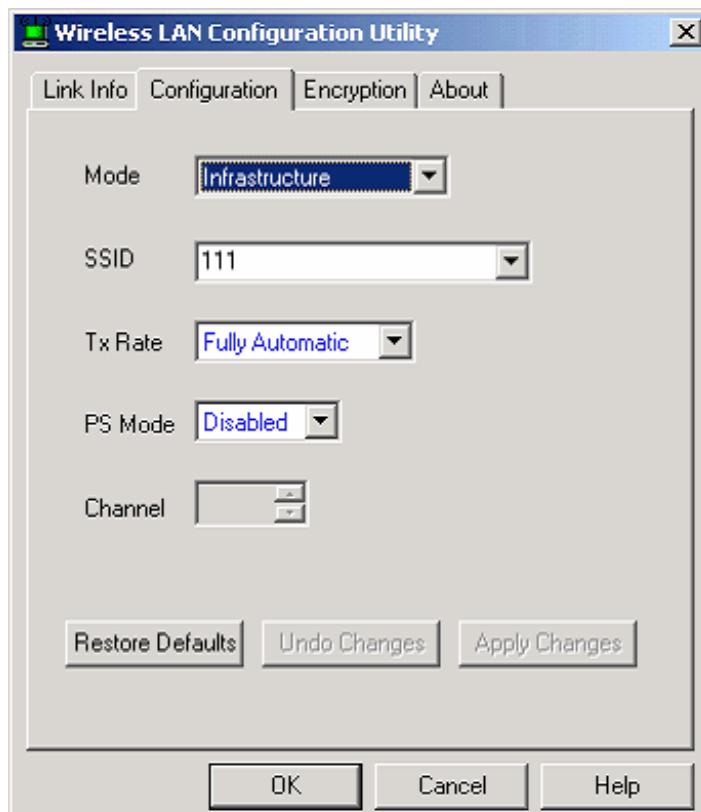 Wireless LAN Configuration Utility
Link Info Configuration Encryption About
Mode Infrastructure
SSID 111
Tx Rate Fully Automatic
PS Mode Disabled
Channel
Restore Defaults Undo Changes Apply Changes
OK Cancel Help